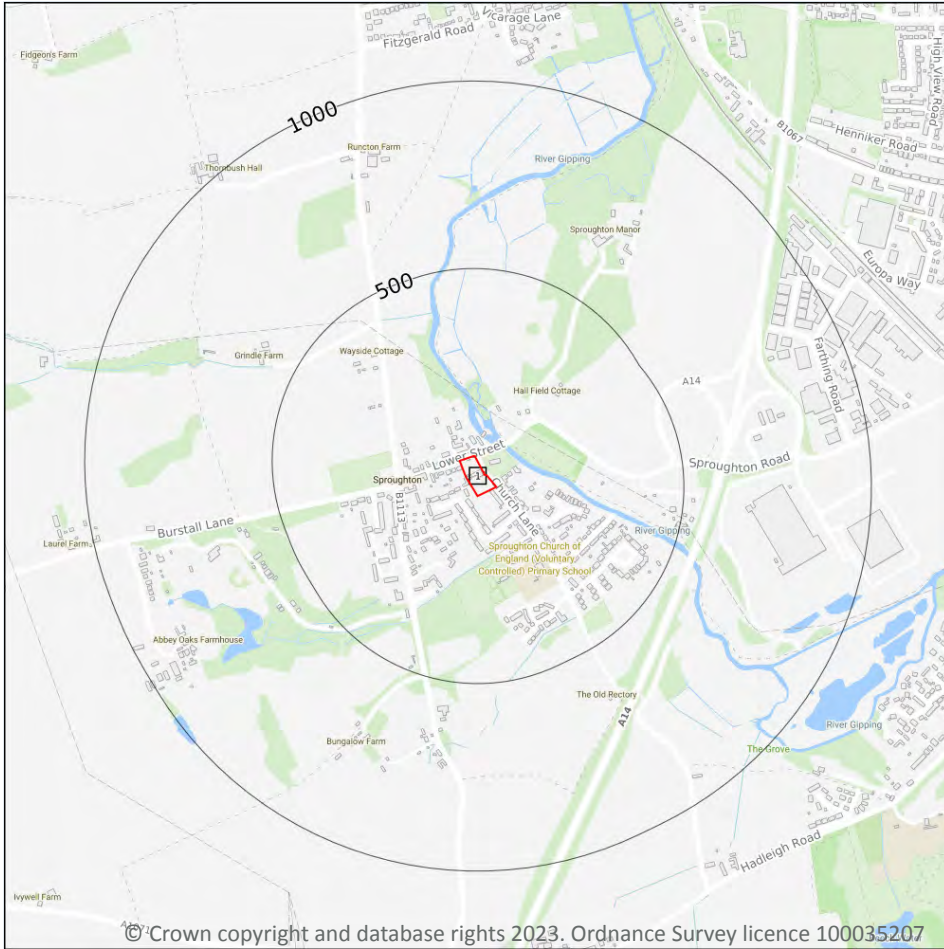 Vicarage Lane
Fitzgerald Road
Fidgeon's Farm
High View Road
1000
B1067
Henniker Road
Runcton Farm
River Gipping
Thornbush Hall
Sproughton Manor
Europa Way
500
Farthing Road
Wayside Cottage
Grindle Farm
A14
Hall Field Cottage
Lower Street
Sproughton Road
Sproughton
1
Church Lane
B1113
Burstall Lane
River Gipping
Laurel Farm
Sproughton Church of
England (Voluntary
Controlled) Primary School
Abbey Oaks Farmhouse
The Old Rectory
A14
River Gipping
Bungalow Farm
The Grove
Hadleigh Road
Ivywell Farm
A1071
© Crown copyright and database rights 2023. Ordnance Survey licence 100035207